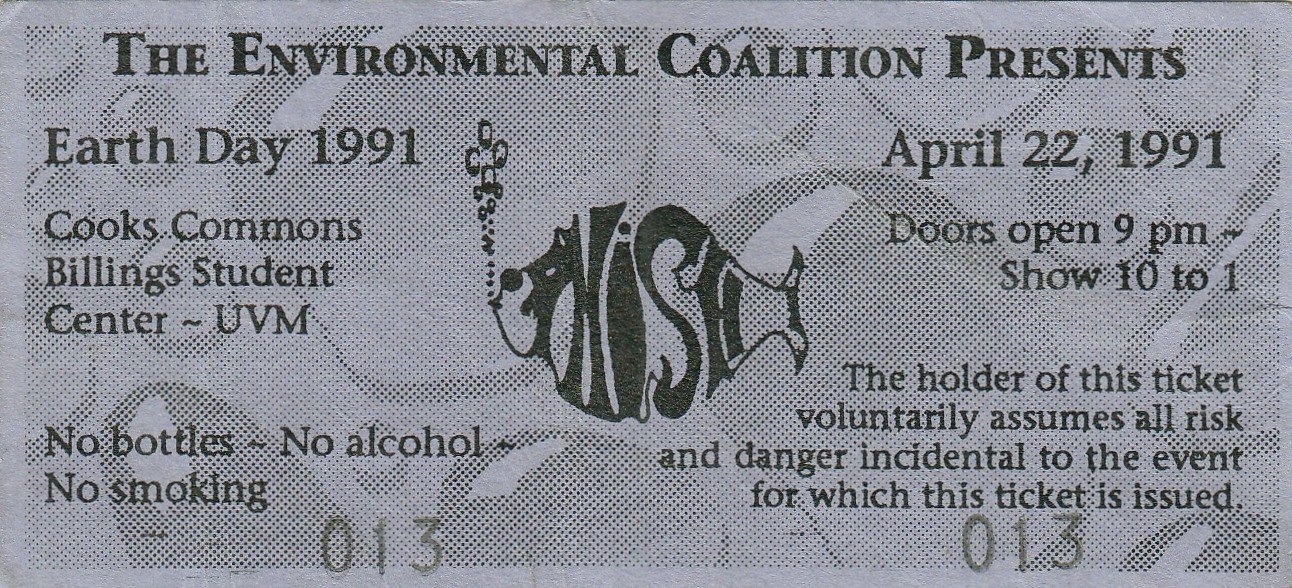 THE ENVIRONMENTAL COALITION PRESENTS
Earth Day 1991
April 22, 1991
Cooks Commons
Billings Student
Center ~ UVM
PHISH
Doors open 9 pm ~
Show 10 to 1
No bottles ~ No alcohol ~
No smoking
The holder of this ticket
voluntarily assumes all risk
and danger incidental to the event
for which this ticket is issued.
013
013